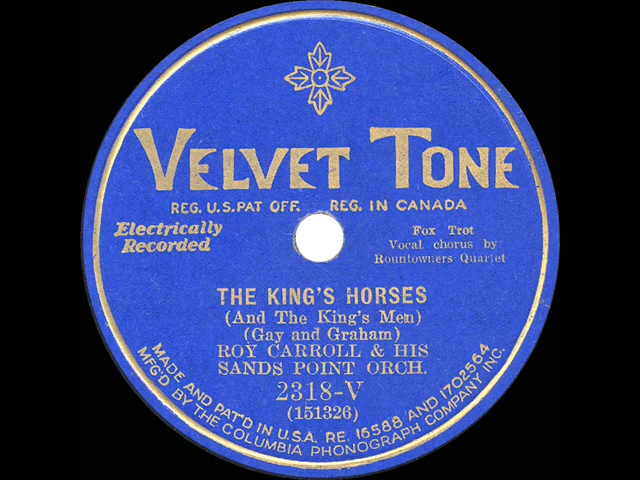 VELVET TONE
REG. U.S. PAT OFF. REG. IN CANADA
Electrically
Recorded
Fox Trot
Vocal chorus by
Rountowners Quartet
THE KING'S HORSES
(And The King's Men)
(Gay and Graham)
ROY CARROLL & HIS
SANDS POINT ORCH.
2318-V
(151326)
MADE AND PAT'D IN U.S.A. RE. 16588 AND 1702564
MFG'D BY THE COLUMBIA PHONOGRAPH COMPANY INC.